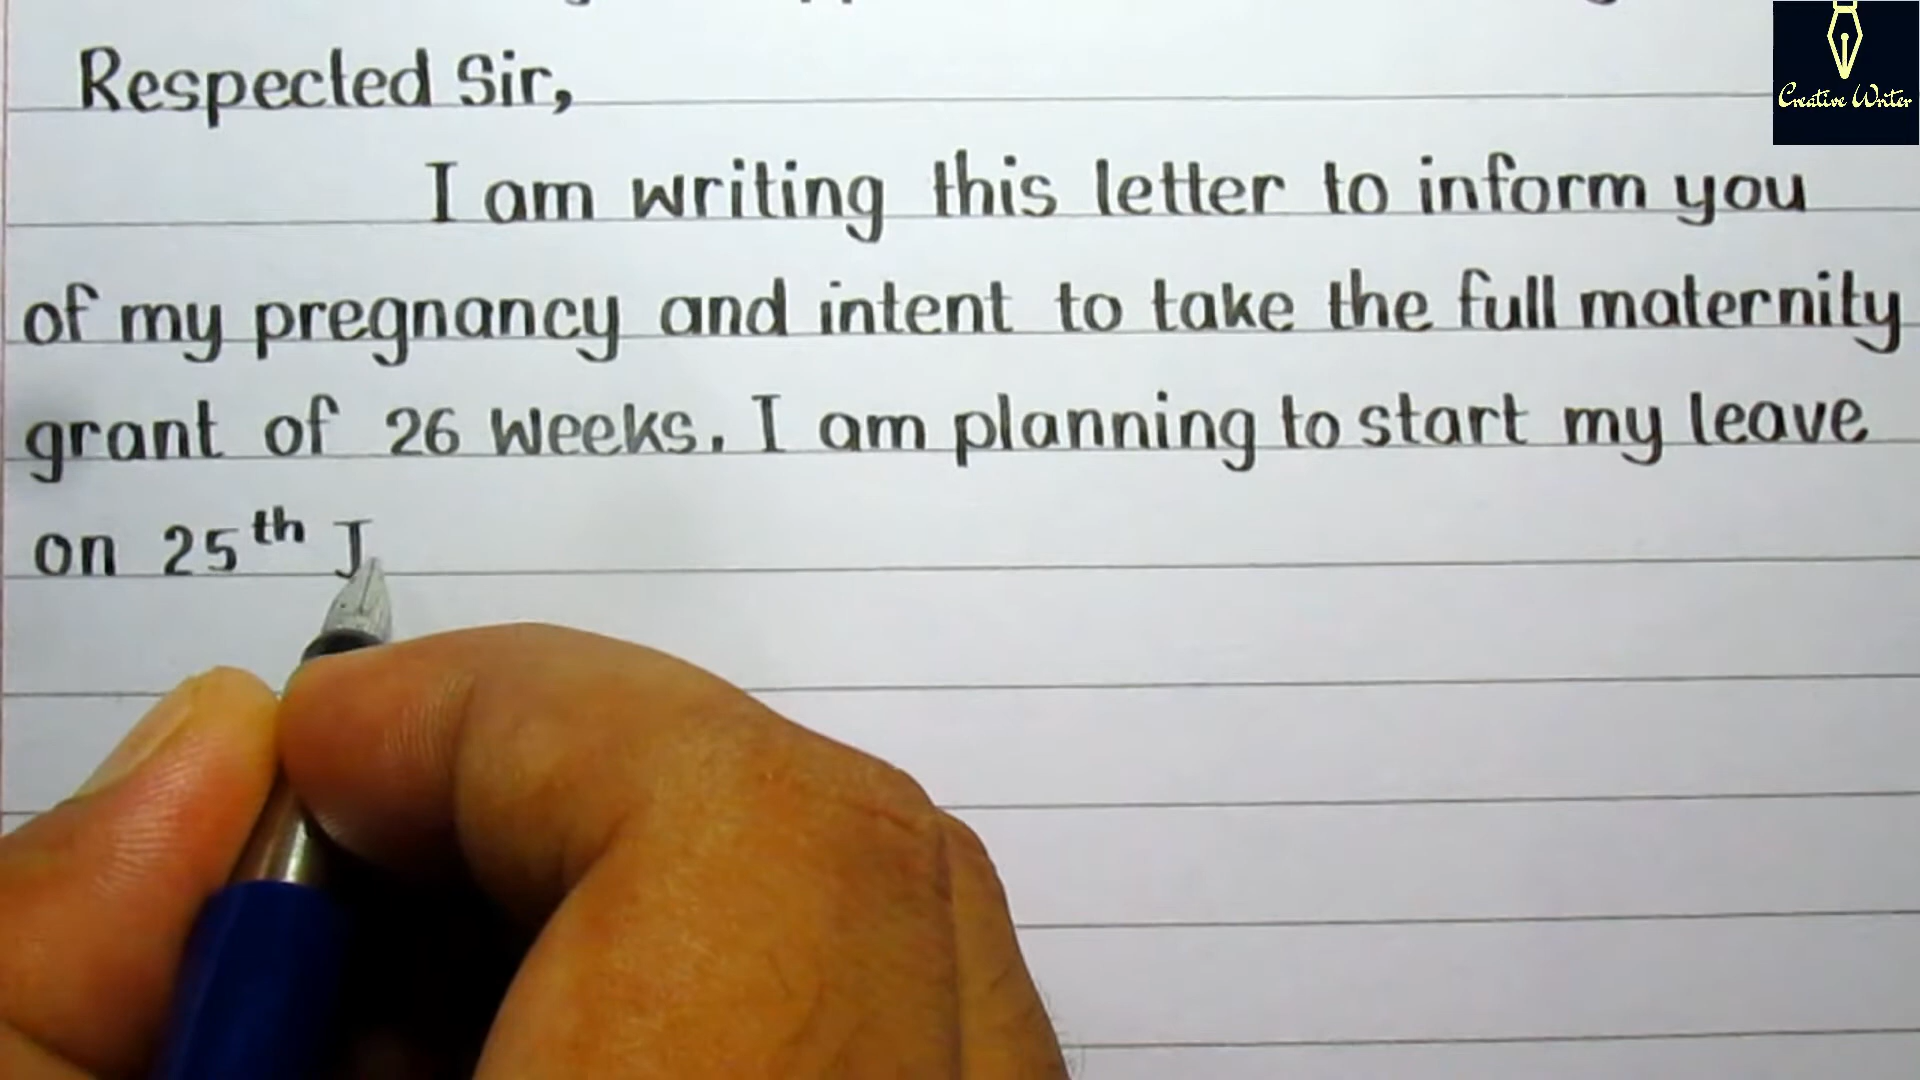 Respected Sir,
Creative Writer
I am writing this letter to inform you
of my pregnancy and intent to take the full maternity
grant of 26 weeks. I am planning to start my leave
on 25th J